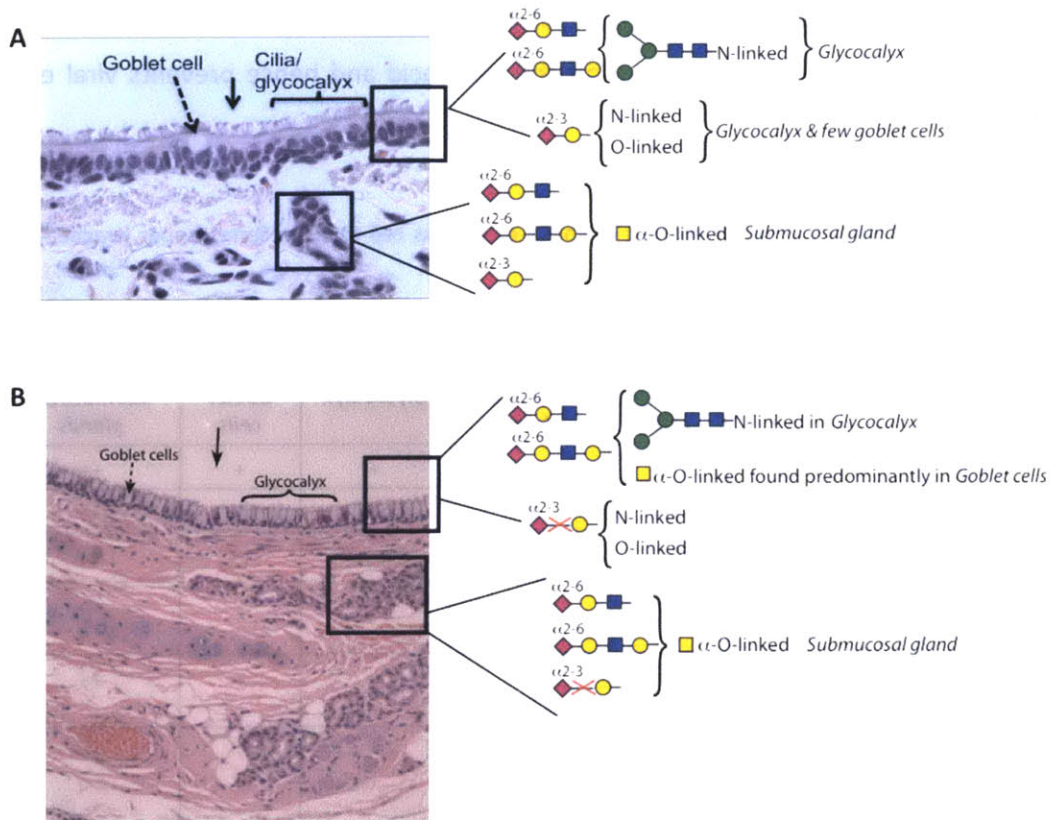 A
Goblet cell
Cilia/
glycocalyx
α2-6
α2-6
N-linked
Glycocalyx
α2-3
N-linked
O-linked
Glycocalyx & few goblet cells
α2-6
α2-6
α2-3
α-O-linked Submucosal gland
B
Goblet cells
Glycocalyx
α2-6
α2-6
N-linked in Glycocalyx
α-O-linked found predominantly in Goblet cells
α2-3
N-linked
O-linked
α2-6
α2-6
α2-3
α-O-linked Submucosal gland